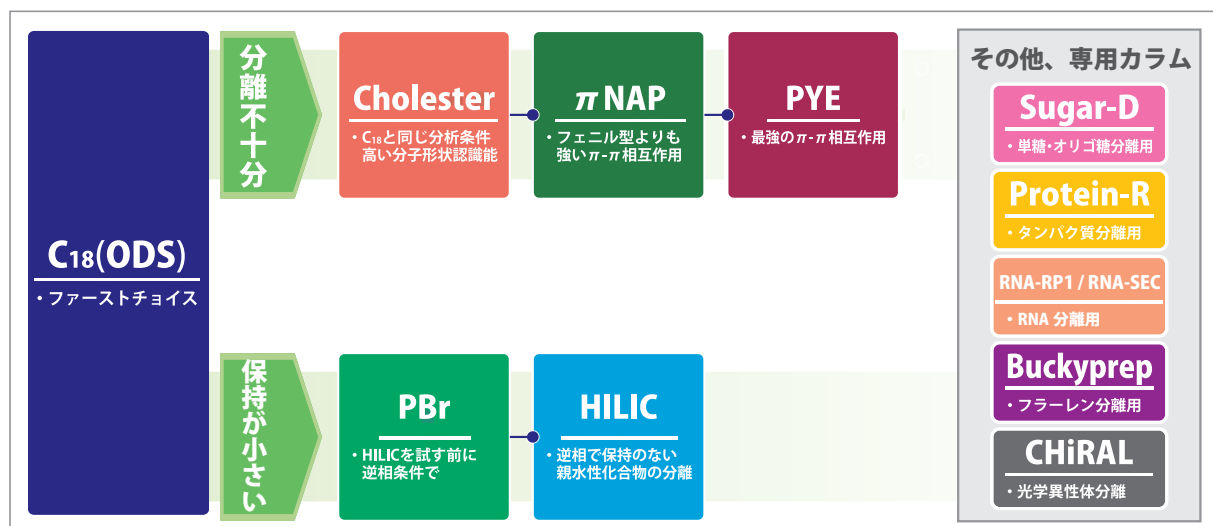 C₁₈(ODS)
・ファーストチョイス
分離不十分
Cholester
・C₁₈と同じ分析条件
高い分子形状認識能
π NAP
・フェニル型よりも
強いπ-π相互作用
PYE
・最強のπ-π相互作用
保持が小さい
PBr
・HILICを試す前に
逆相条件で
HILIC
・逆相で保持のない
親水性化合物の分離
その他、専用カラム
Sugar-D
・単糖・オリゴ糖分離用
Protein-R
・タンパク質分離用
RNA-RP1 / RNA-SEC
・RNA 分離用
Buckyprep
・フラーレン分離用
CHiRAL
・光学異性体分離